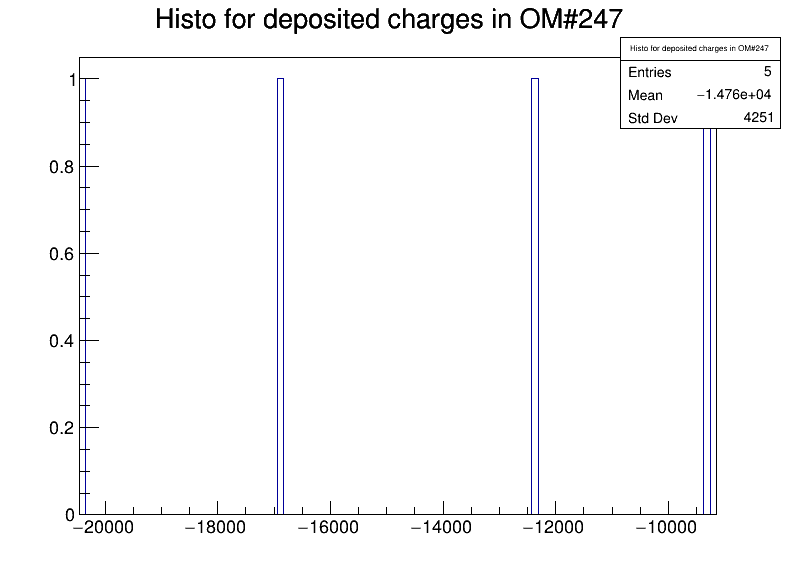 Histo for deposited charges in OM#247
Histo for deposited charges in OM#247
Entries 5
Mean −1.476e+04
Std Dev 4251
1
0.8
0.6
0.4
0.2
0
−20000 −18000 −16000 −14000 −12000 −10000